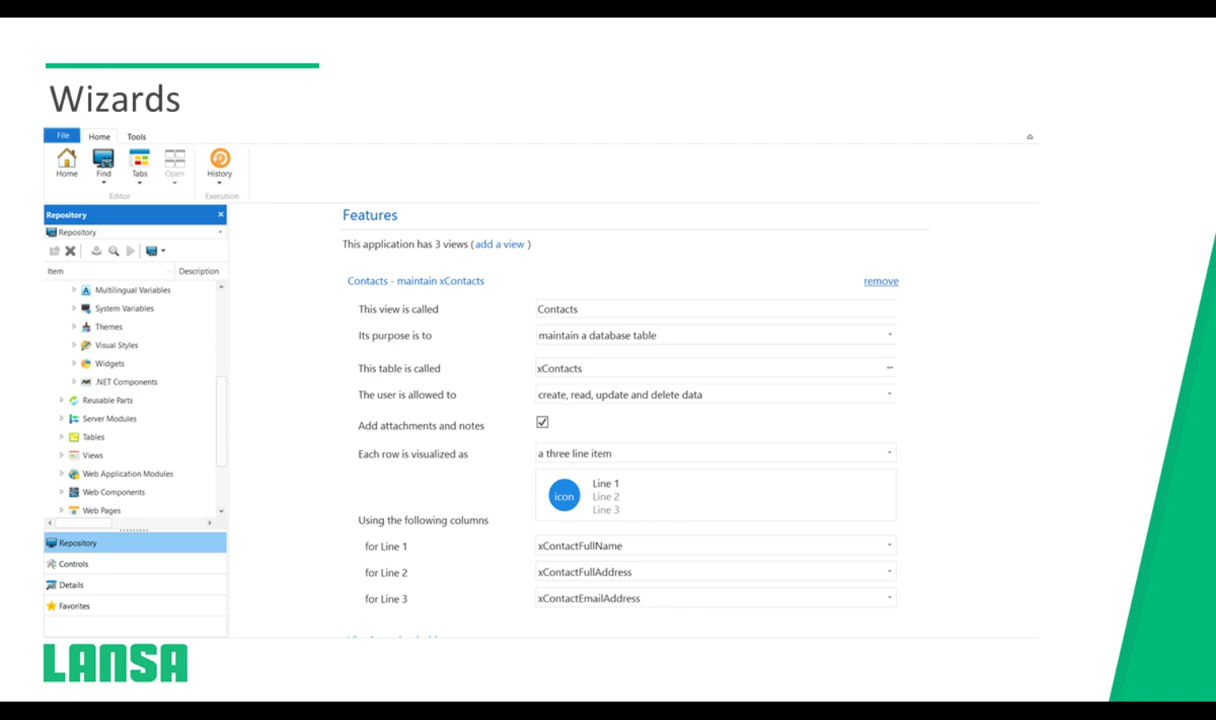 Wizards
File Home Tools
Home Find Tabs Open History
Editor Execution
Repository
Repository
Item Description
Multilingual Variables
System Variables
Themes
Visual Styles
Widgets
.NET Components
Reusable Parts
Server Modules
Tables
Views
Web Application Modules
Web Components
Web Pages
Repository
Controls
Details
Favorites
Features
This application has 3 views ( add a view )
Contacts - maintain xContacts remove
This view is called Contacts
Its purpose is to maintain a database table
This table is called xContacts
The user is allowed to create, read, update and delete data
Add attachments and notes
Each row is visualized as a three line item
icon
Line 1
Line 2
Line 3
Using the following columns
for Line 1 xContactFullName
for Line 2 xContactFullAddress
for Line 3 xContactEmailAddress
LANSA